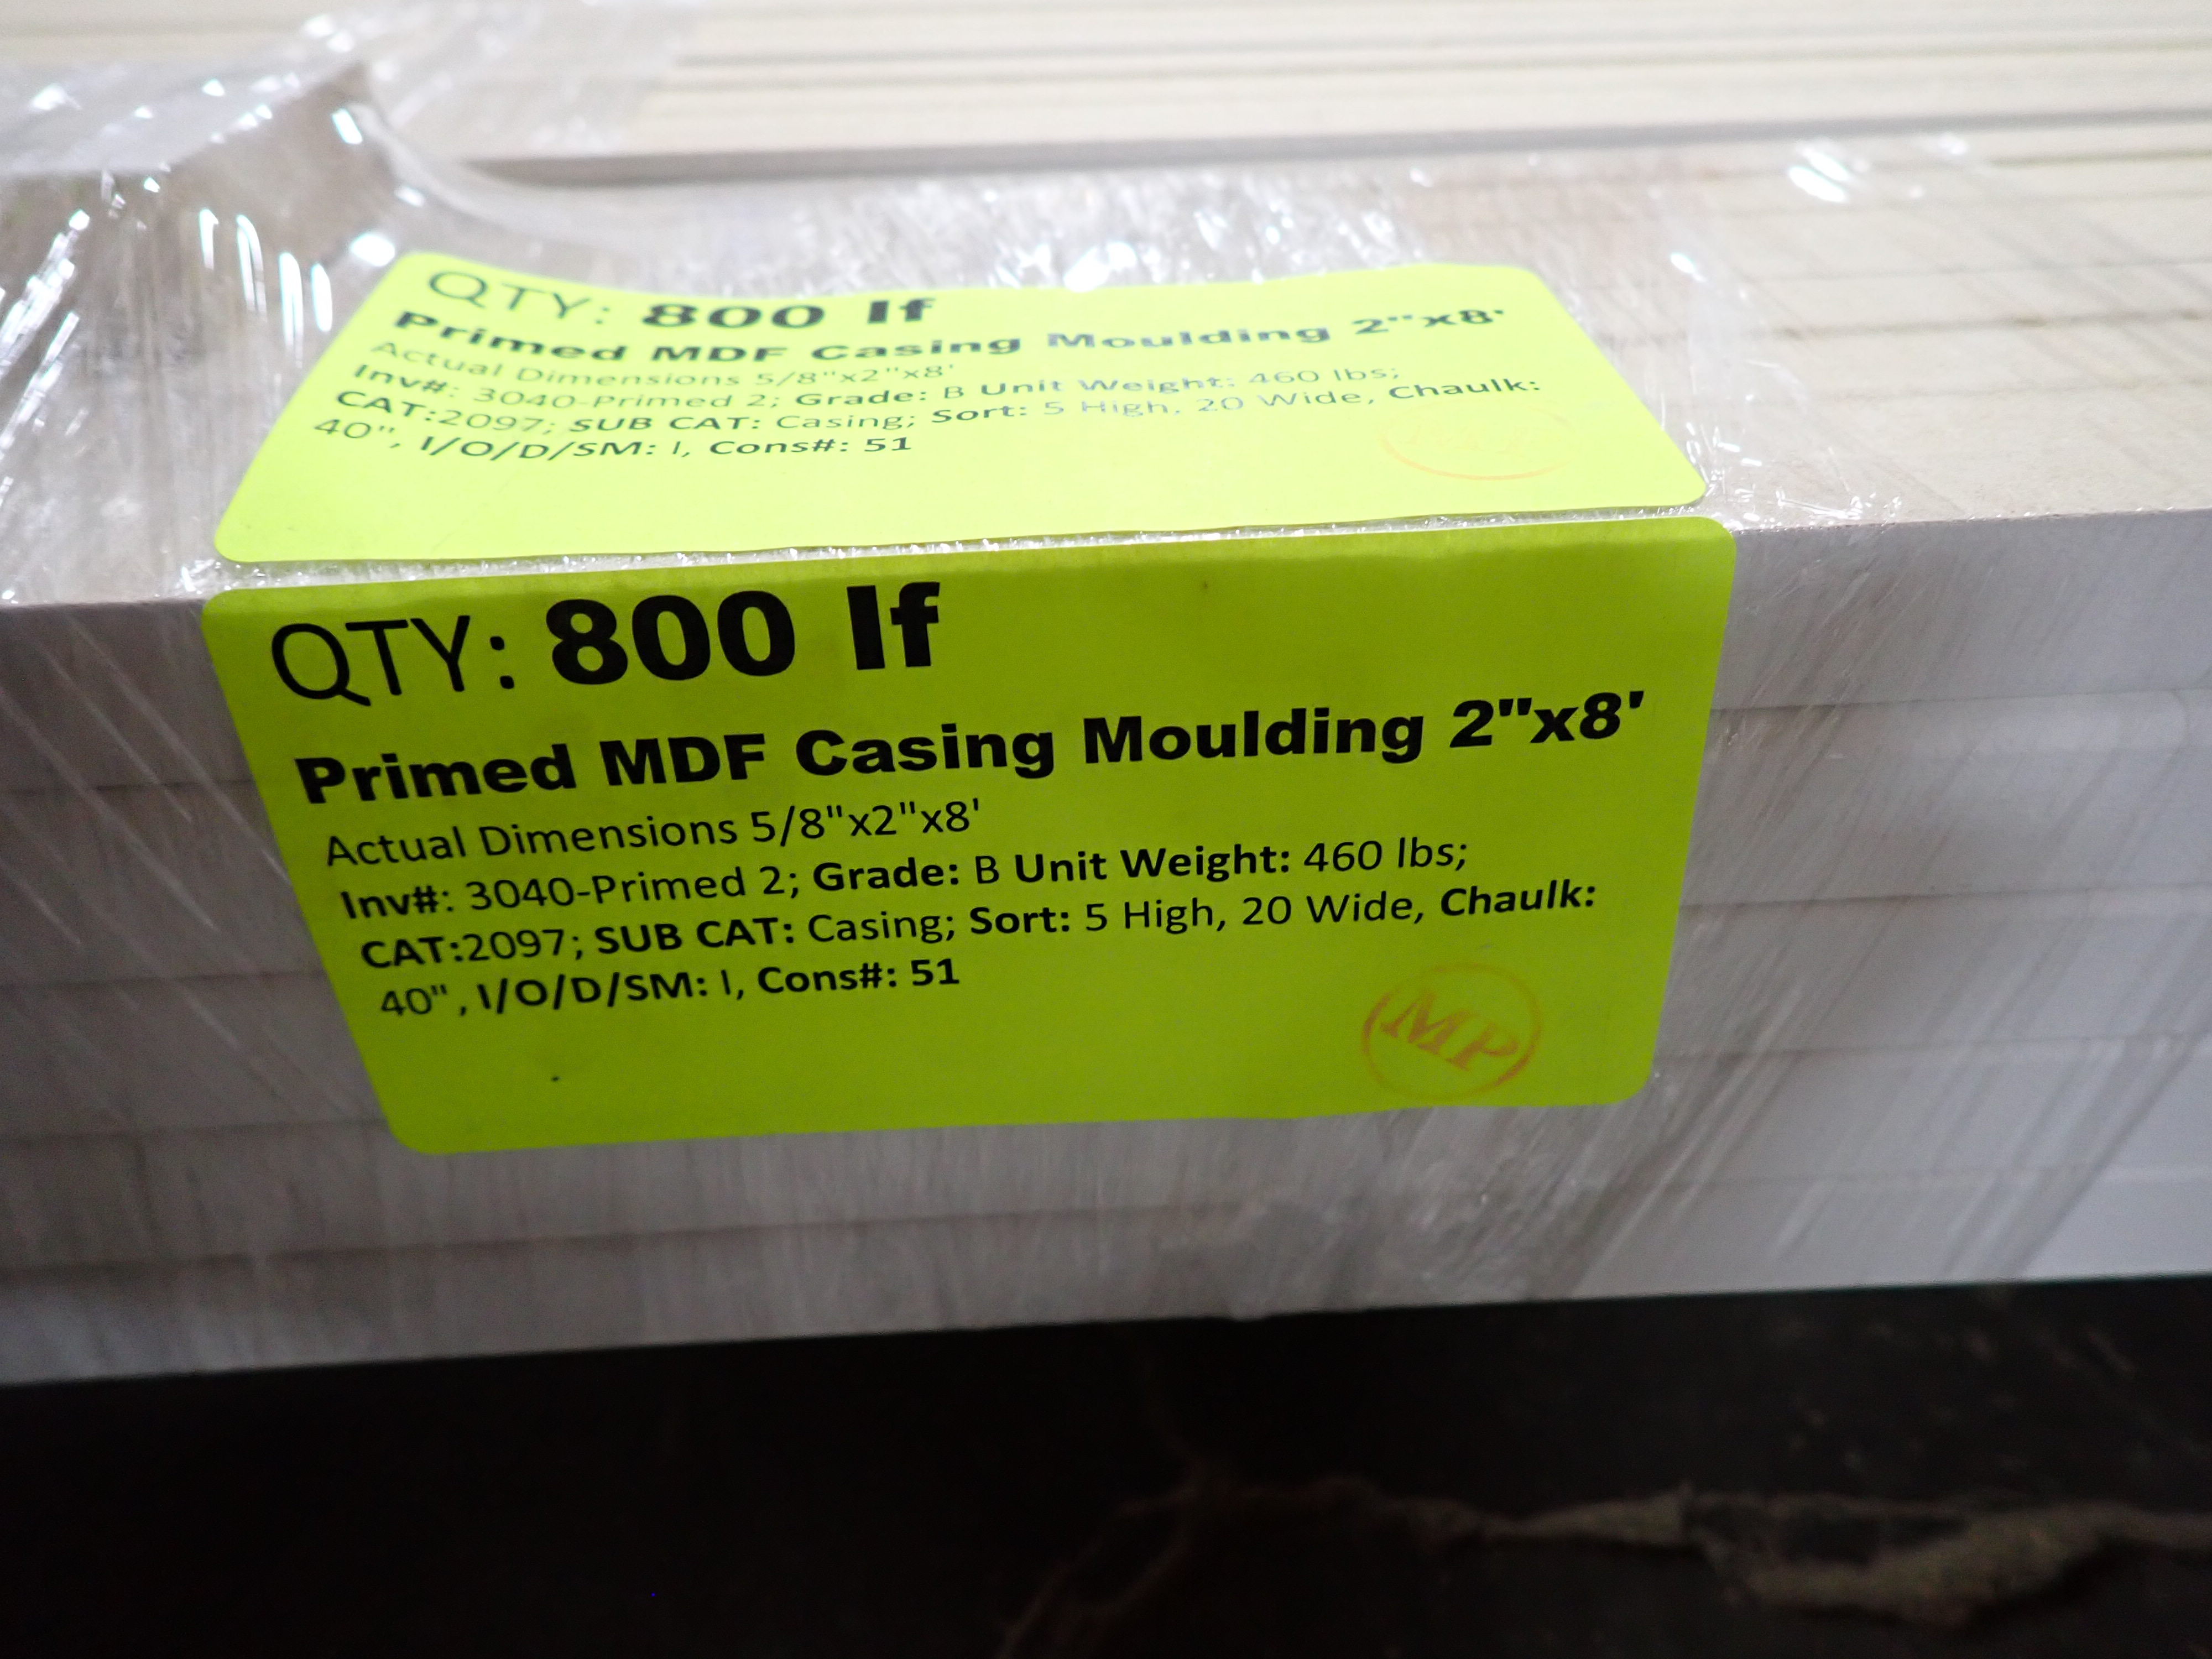 QTY: 800 lf
Primed MDF Casing Moulding 2"x8'
Actual Dimensions 5/8"x2"x8'
Inv#: 3040-Primed 2; Grade: B Unit Weight: 460 lbs;
CAT:2097; SUB CAT: Casing; Sort: 5 High, 20 Wide, Chaulk:
40", I/O/D/SM: I, Cons#: 51
QTY: 800 lf
Primed MDF Casing Moulding 2"x8'
Actual Dimensions 5/8"x2"x8'
Inv#: 3040-Primed 2; Grade: B Unit Weight: 460 lbs;
CAT:2097; SUB CAT: Casing; Sort: 5 High, 20 Wide, Chaulk:
40", I/O/D/SM: I, Cons#: 51
MP